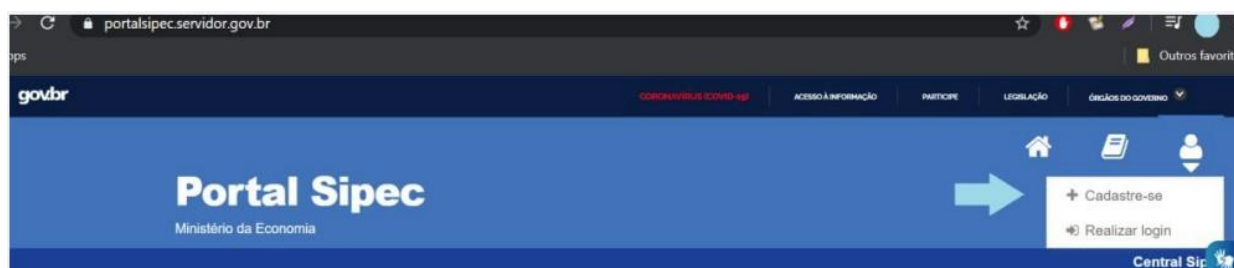 portalsipec.servidor.gov.br
ops
Outros favorit
gov.br
CORONAVÍRUS (COVID-19) ACESSO À INFORMAÇÃO PARTICIPE LEGISLAÇÃO ÓRGÃOS DO GOVERNO
Portal Sipec
Ministério da Economia
+ Cadastre-se
Realizar login
Central Sip